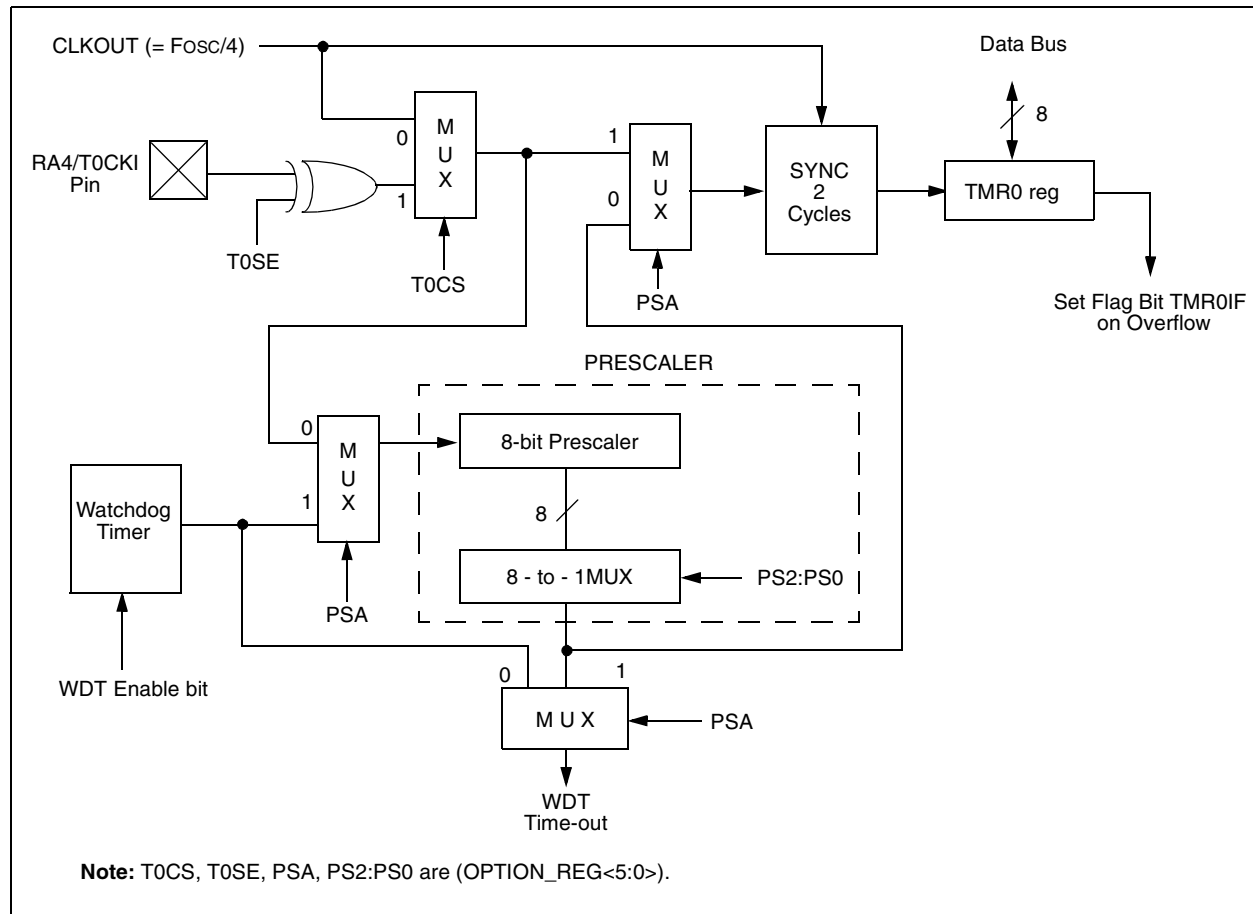 CLKOUT (= FOSC/4)
Data Bus
8
M
U
X
0
1
RA4/T0CKI
Pin
T0SE
T0CS
1
0
M
U
X
PSA
SYNC
2
Cycles
TMR0 reg
Set Flag Bit TMR0IF
on Overflow
PRESCALER
0
1
M
U
X
PSA
8-bit Prescaler
8
8 - to - 1MUX
PS2:PS0
Watchdog
Timer
WDT Enable bit
0
1
M U X
PSA
WDT
Time-out
Note: T0CS, T0SE, PSA, PS2:PS0 are (OPTION_REG<5:0>).